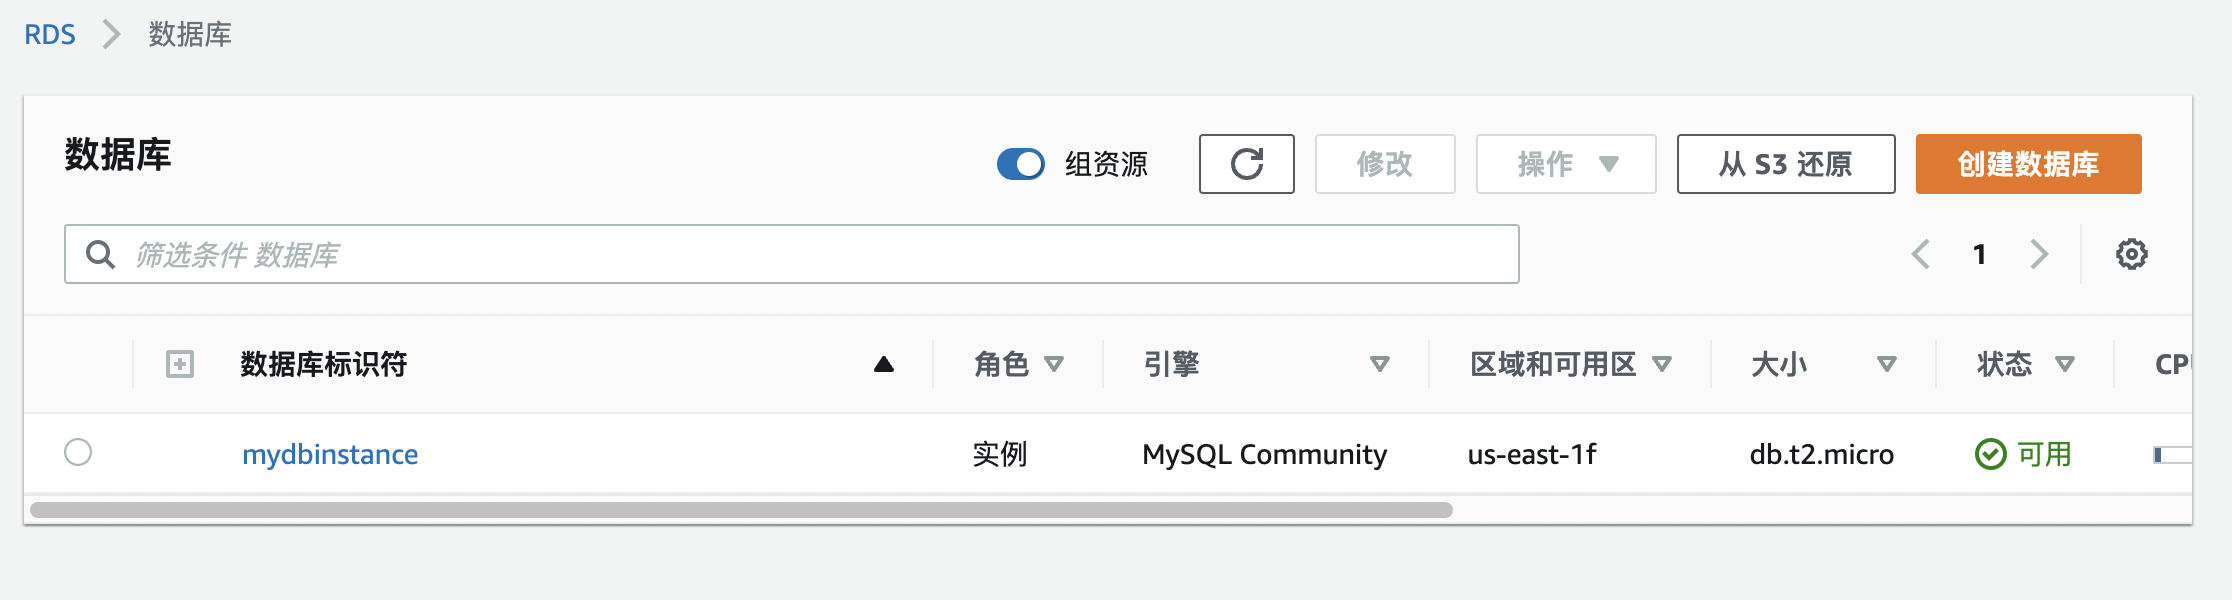 RDS 数据库
数据库 组资源 修改 操作 从 S3 还原 创建数据库
筛选条件 数据库 1
数据库标识符 角色 引擎 区域和可用区 大小 状态
mydbinstance 实例 MySQL Community us-east-1f db.t2.micro 可用